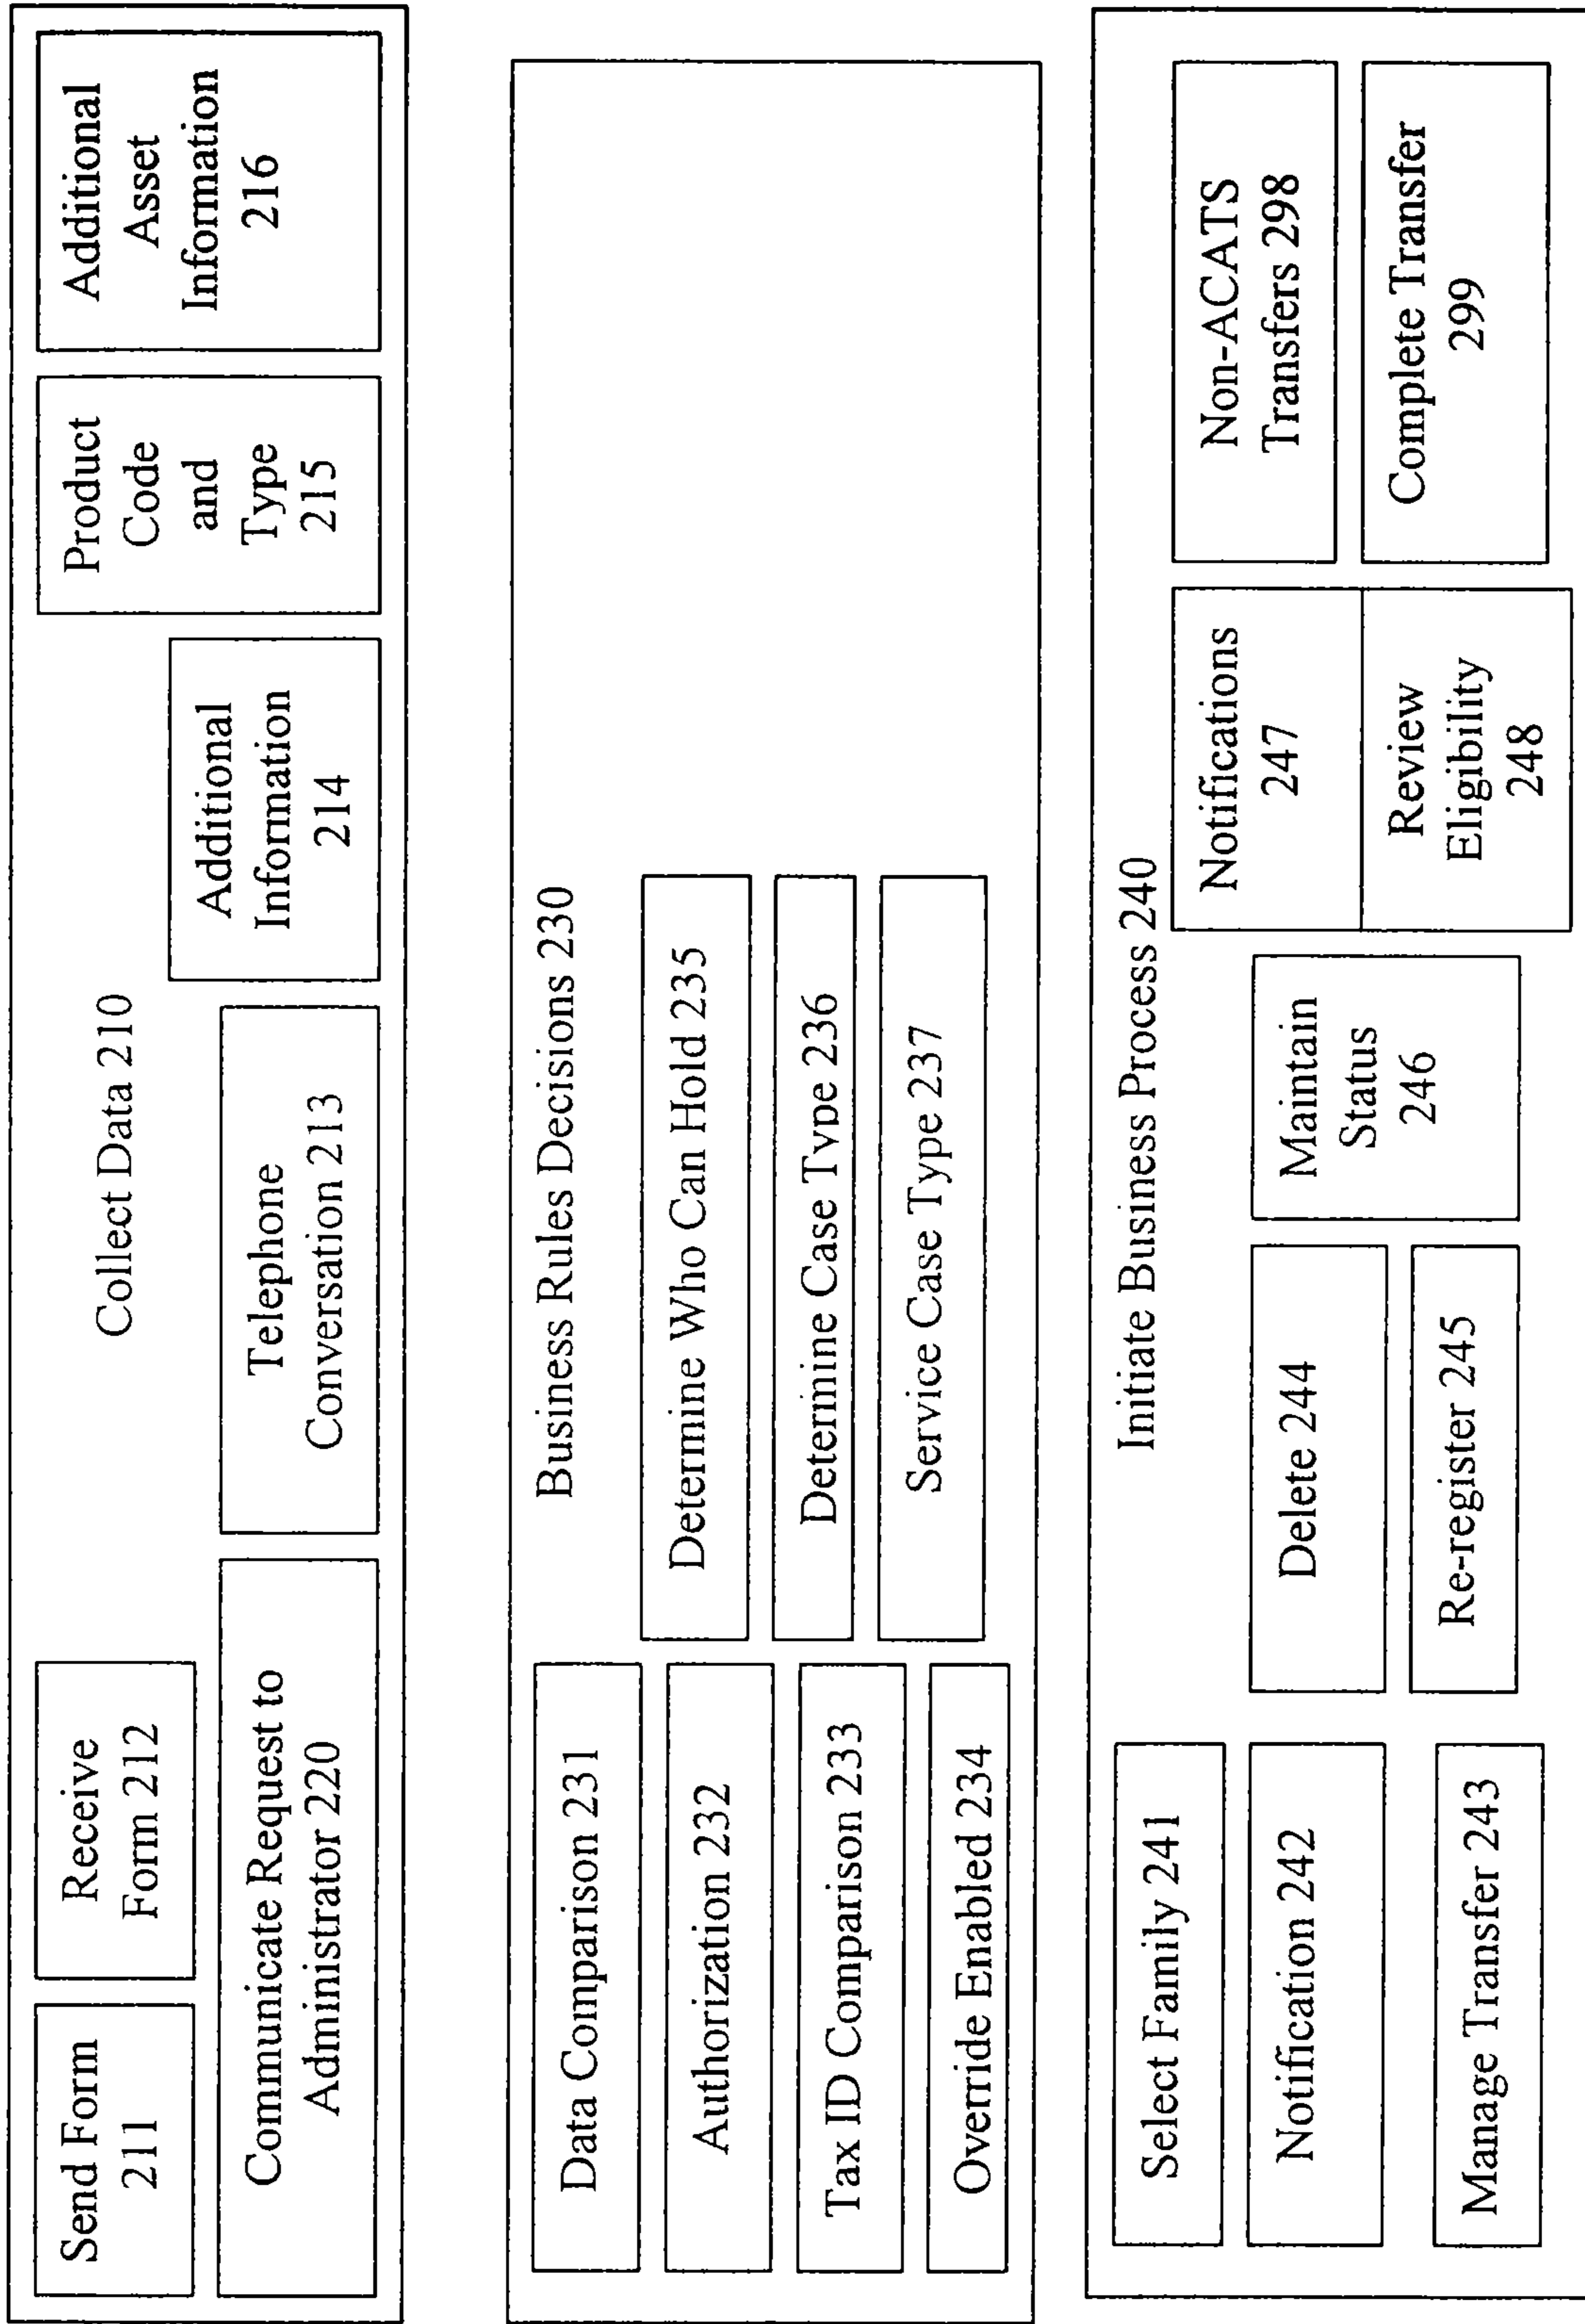 Collect Data 210
Send Form
211
Receive
Form 212
Communicate Request to
Administrator 220
Telephone
Conversation 213
Additional
Information
214
Product
Code
and
Type
215
Additional
Asset
Information
216
Business Rules Decisions 230
Data Comparison 231
Authorization 232
Tax ID Comparison 233
Override Enabled 234
Determine Who Can Hold 235
Determine Case Type 236
Service Case Type 237
Initiate Business Process 240
Select Family 241
Notification 242
Manage Transfer 243
Delete 244
Re-register 245
Maintain
Status
246
Notifications
247
Review
Eligibility
248
Non-ACATS
Transfers 298
Complete Transfer
299